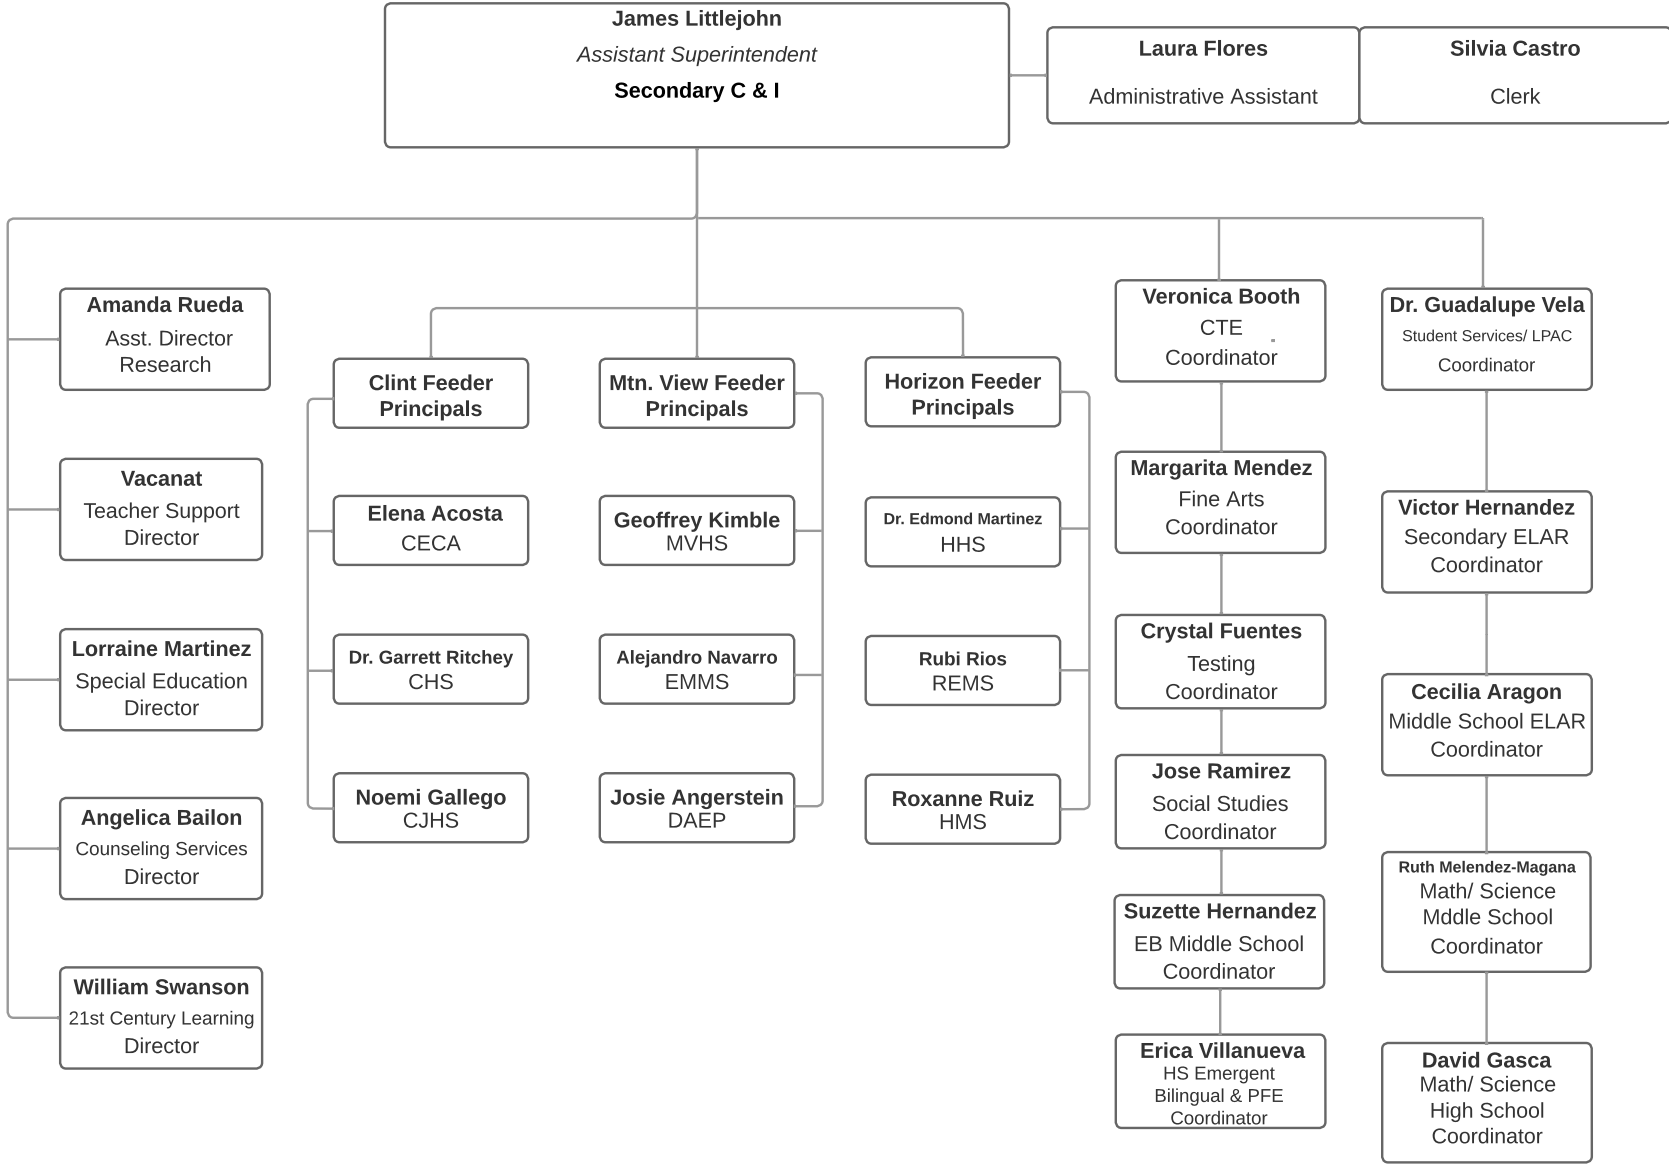 James Littlejohn
Assistant Superintendent
Secondary C & I
Laura Flores
Administrative Assistant
Silvia Castro
Clerk
Amanda Rueda
Asst. Director
Research
Vacanat
Teacher Support
Director
Lorraine Martinez
Special Education
Director
Angelica Bailon
Counseling Services
Director
William Swanson
21st Century Learning
Director
Clint Feeder
Principals
Elena Acosta
CECA
Dr. Garrett Ritchey
CHS
Noemi Gallego
CJHS
Mtn. View Feeder
Principals
Geoffrey Kimble
MVHS
Alejandro Navarro
EMMS
Josie Angerstein
DAEP
Horizon Feeder
Principals
Dr. Edmond Martinez
HHS
Rubi Rios
REMS
Roxanne Ruiz
HMS
Veronica Booth
CTE
Coordinator
Margarita Mendez
Fine Arts
Coordinator
Crystal Fuentes
Testing
Coordinator
Jose Ramirez
Social Studies
Coordinator
Suzette Hernandez
EB Middle School
Coordinator
Erica Villanueva
HS Emergent
Bilingual & PFE
Coordinator
Dr. Guadalupe Vela
Student Services/ LPAC
Coordinator
Victor Hernandez
Secondary ELAR
Coordinator
Cecilia Aragon
Middle School ELAR
Coordinator
Ruth Melendez-Magana
Math/ Science
Mddle School
Coordinator
David Gasca
Math/ Science
High School
Coordinator